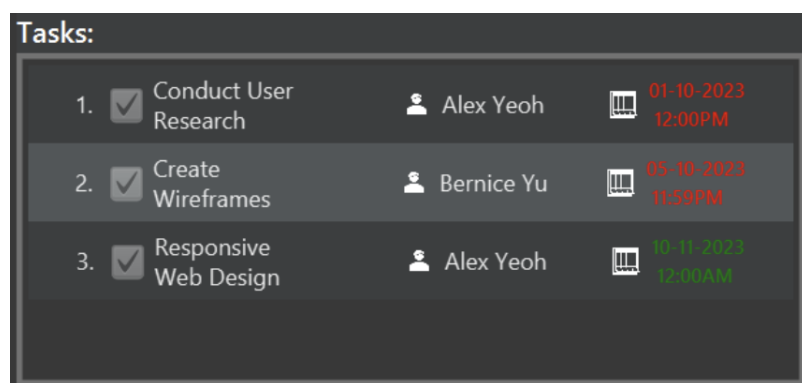 Tasks:
1. Conduct User Research Alex Yeoh 01-10-2023 12:00PM
2. Create Wireframes Bernice Yu 05-10-2023 11:59PM
3. Responsive Web Design Alex Yeoh 10-11-2023 12:00AM